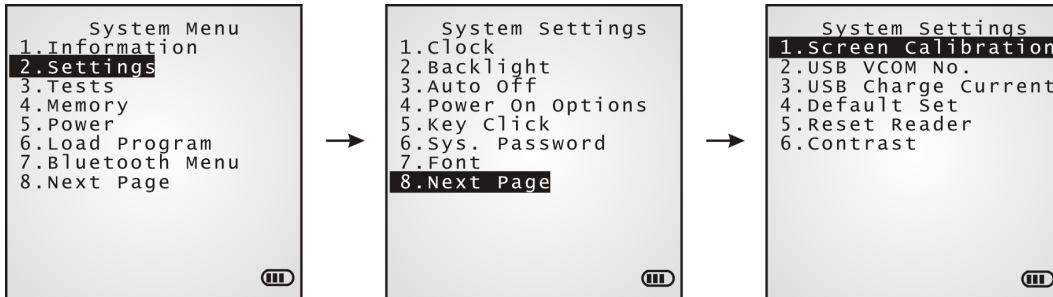 System Menu
1.Information
2.Settings
3.Tests
4.Memory
5.Power
6.Load Program
7.Bluetooth Menu
8.Next Page
System Settings
1.Clock
2.Backlight
3.Auto Off
4.Power On Options
5.Key Click
6.Sys. Password
7.Font
8.Next Page
System Settings
1.Screen Calibration
2.USB VCOM No.
3.USB Charge Current
4.Default Set
5.Reset Reader
6.Contrast